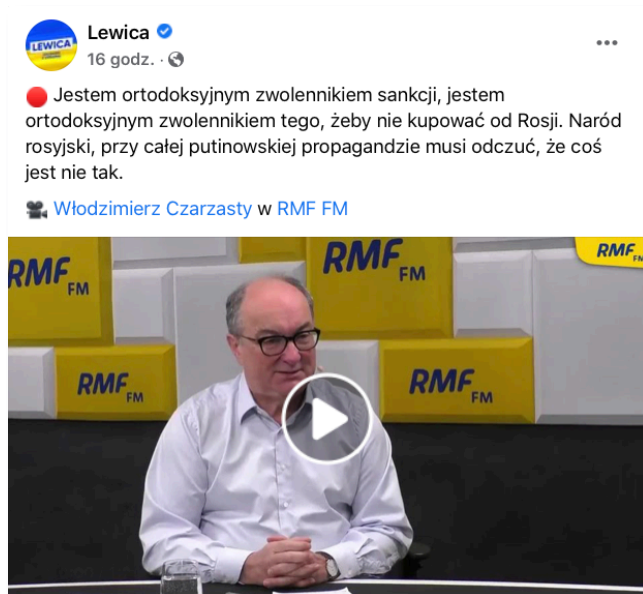 LEWICA
Lewica
16 godz. ·
Jestem ortodoksyjnym zwolennikiem sankcji, jestem
ortodoksyjnym zwolennikiem tego, żeby nie kupować od Rosji. Naród
rosyjski, przy całej putinowskiej propagandzie musi odczuć, że coś
jest nie tak.
Włodzimierz Czarzasty w RMF FM
RMF FM
RMF FM
RMF FM
RMF FM
RMF FM